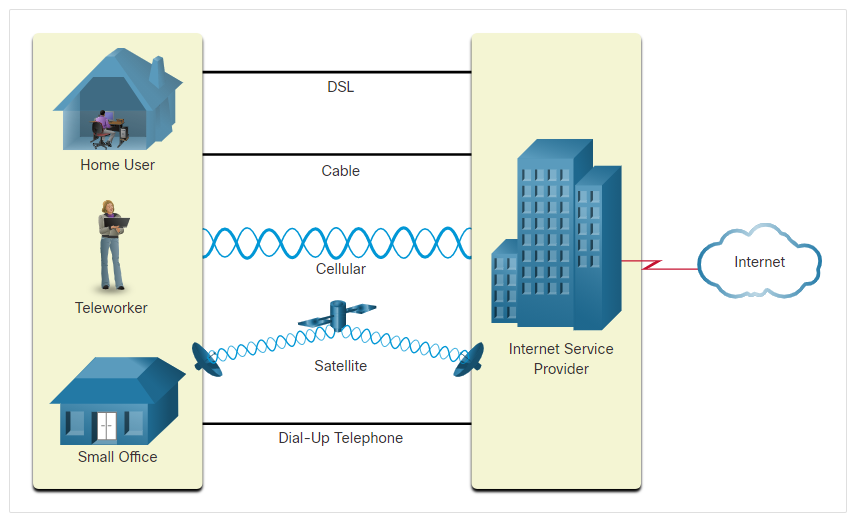 Home User
Teleworker
Small Office
DSL
Cable
Cellular
Satellite
Dial-Up Telephone
Internet Service
Provider
Internet